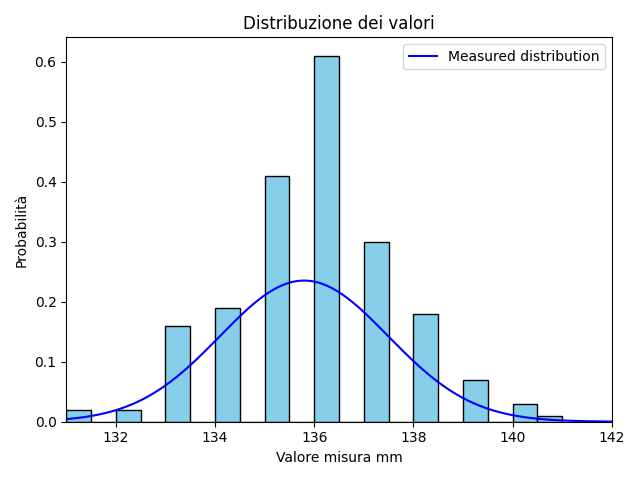 Distribuzione dei valori
Measured distribution
0.6
0.5
0.4
0.3
0.2
0.1
0.0
Probabilità
132 134 136 138 140 142
Valore misura mm